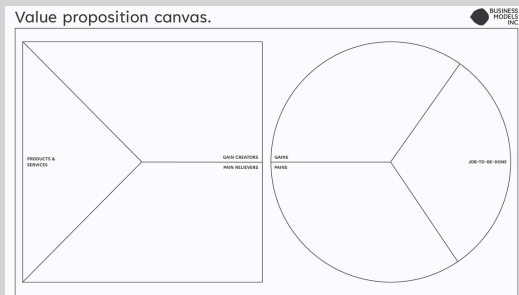 Value proposition canvas.
BUSINESS
MODELS
INC
PRODUCTS &
SERVICES
GAIN CREATORS
PAIN RELIEVERS
GAINS
PAINS
JOB-TO-BE-DONE